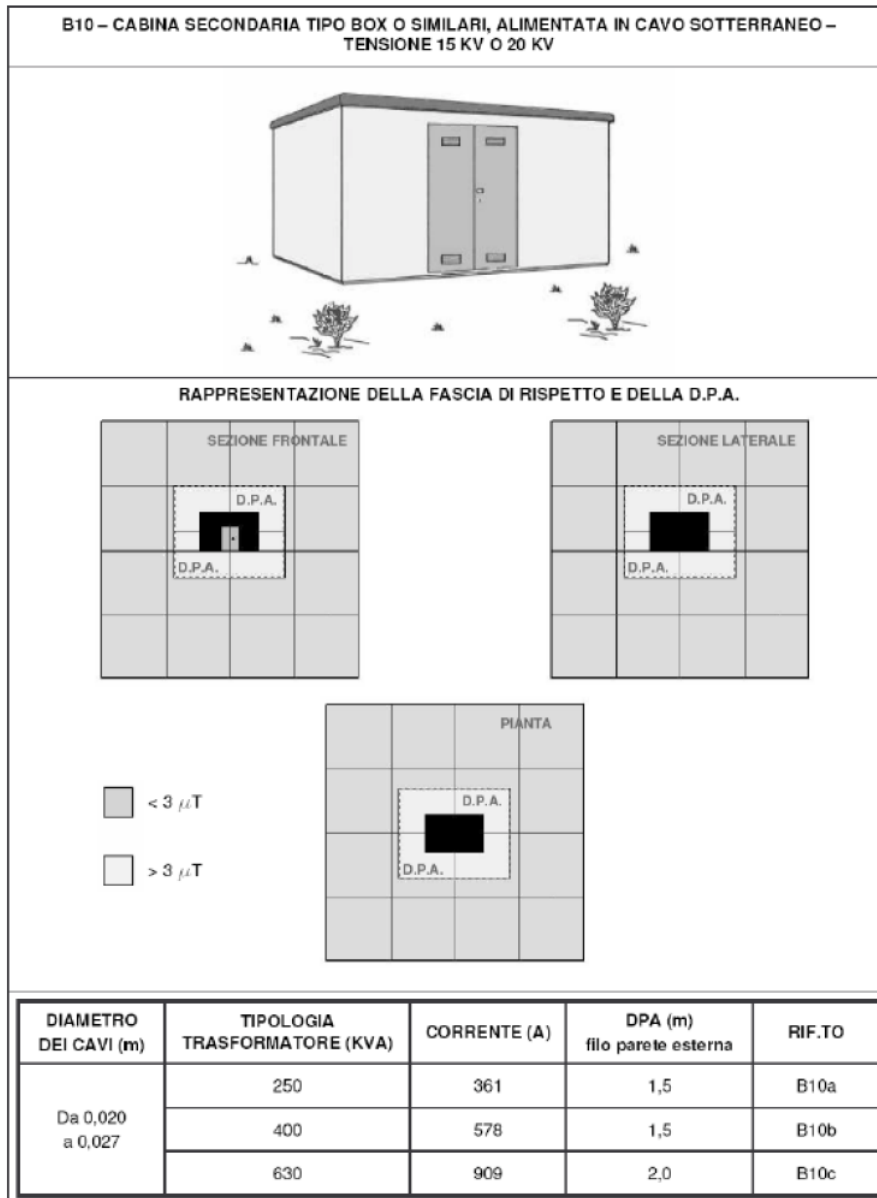 B10 – CABINA SECONDARIA TIPO BOX O SIMILARI, ALIMENTATA IN CAVO SOTTERRANEO –
TENSIONE 15 KV O 20 KV
RAPPRESENTAZIONE DELLA FASCIA DI RISPETTO E DELLA D.P.A.
SEZIONE FRONTALE
D.P.A.
D.P.A.
SEZIONE LATERALE
D.P.A.
D.P.A.
PIANTA
D.P.A.
D.P.A.
< 3 μT
> 3 μT
DIAMETRO DEI CAVI (m)
TIPOLOGIA TRASFORMATORE (KVA)
CORRENTE (A)
DPA (m) filo parete esterna
RIF.TO
Da 0,020 a 0,027
250 361 1,5 B10a
400 578 1,5 B10b
630 909 2,0 B10c